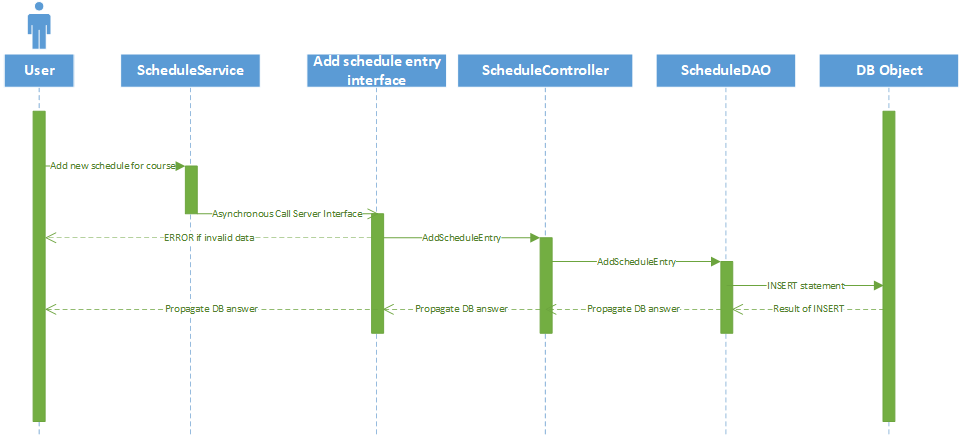 User
ScheduleService
Add schedule entry
interface
ScheduleController
ScheduleDAO
DB Object
Add new schedule for course
Asynchronous Call Server Interface
ERROR if invalid data
AddScheduleEntry
AddScheduleEntry
INSERT statement
Propagate DB answer
Propagate DB answer
Propagate DB answer
Result of INSERT